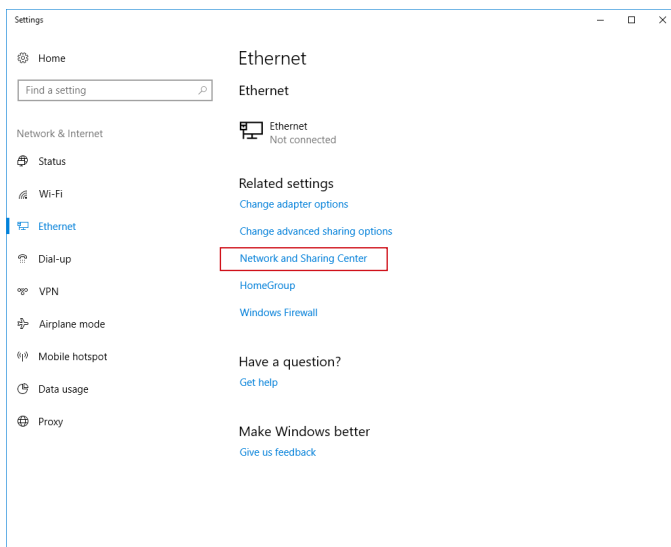 Settings
Home
Find a setting
Network & Internet
Status
Wi-Fi
Ethernet
Dial-up
VPN
Airplane mode
Mobile hotspot
Data usage
Proxy
Ethernet
Ethernet
Ethernet
Not connected
Related settings
Change adapter options
Change advanced sharing options
Network and Sharing Center
HomeGroup
Windows Firewall
Have a question?
Get help
Make Windows better
Give us feedback